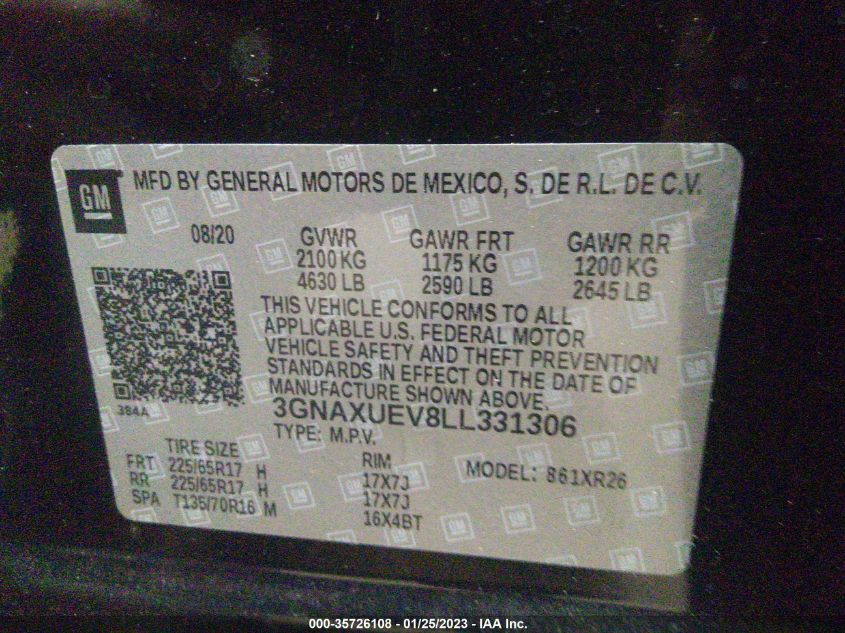 GM
MFD BY GENERAL MOTORS DE MEXICO, S. DE R.L. DE C.V.
08/20
GVWR GAWR FRT GAWR RR
2100 KG 1175 KG 1200 KG
4630 LB 2590 LB 2645 LB
THIS VEHICLE CONFORMS TO ALL
APPLICABLE U.S. FEDERAL MOTOR
VEHICLE SAFETY AND THEFT PREVENTION
STANDARDS IN EFFECT ON THE DATE OF
MANUFACTURE SHOWN ABOVE.
384A
3GNAXUEV8LL331306
TYPE: M.P.V.
TIRE SIZE RIM MODEL: 861XR26
FRT 225/65R17 H 17X7J
RR 225/65R17 H 17X7J
SPA T135/70R16 M 16X4BT
000-35726108 - 01/25/2023 - IAA Inc.